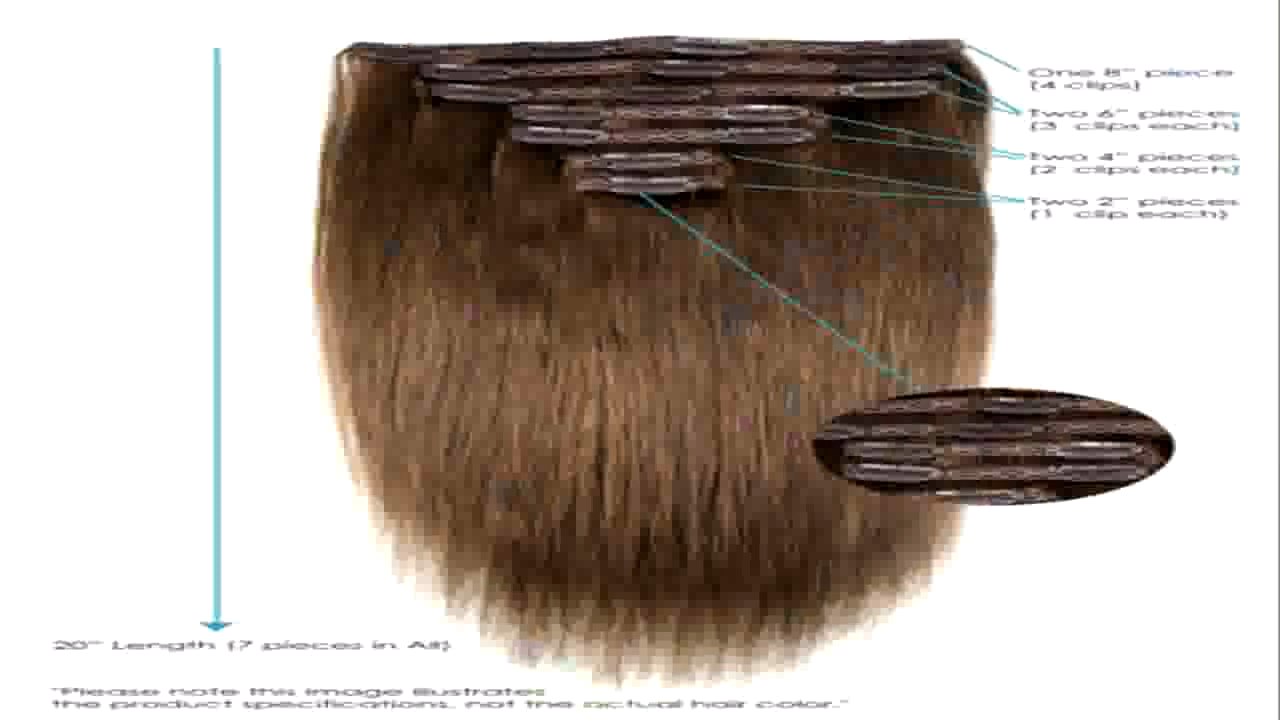 One 8" piece
(4 clips)
Two 6" pieces
(3 clips each)
Two 4" pieces
(2 clips each)
Two 2" pieces
(1 clip each)
20" Length (7 pieces in All)
"Please note this image illustrates
the product specifications, not the actual hair color."